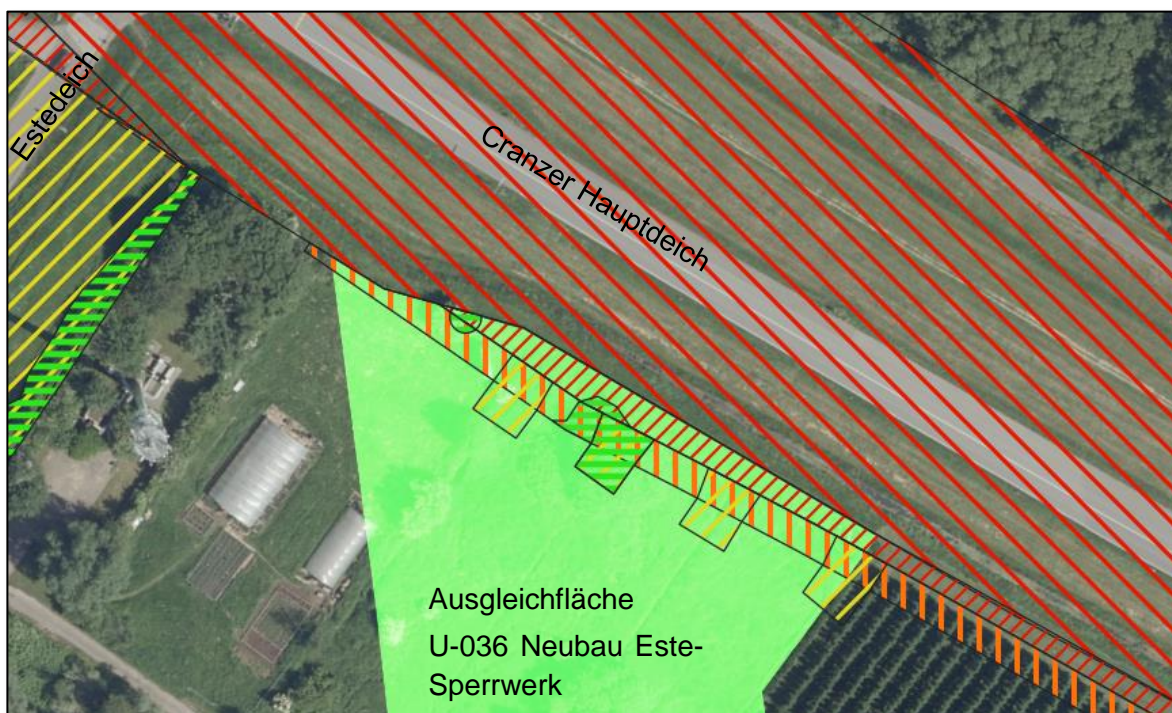 Estedeich
Cranzer Hauptdeich
Ausgleichfläche
U-036 Neubau Este-
Sperrwerk